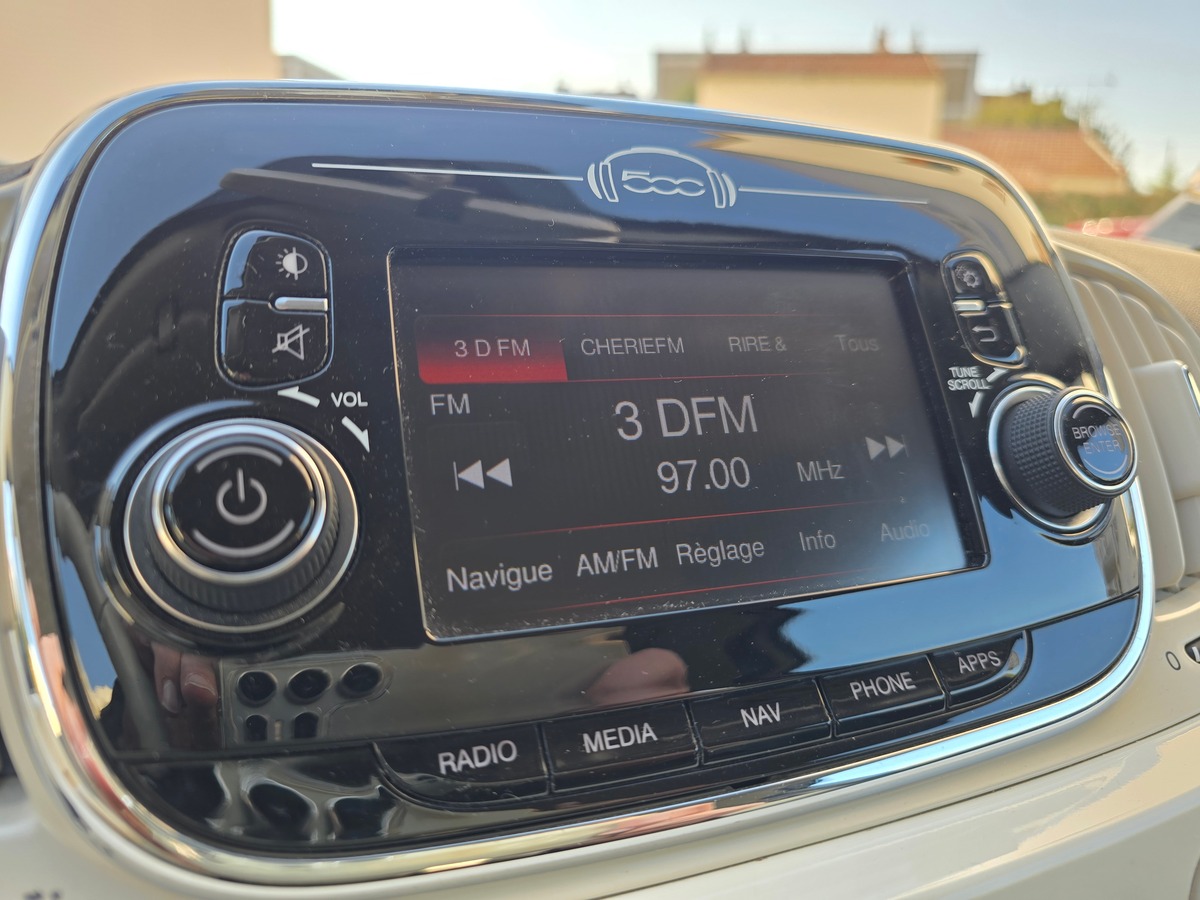 500
VOL
TUNE
SCROLL
BROWSE
ENTER
3 D FM CHERIEFM RIRE & Tous
FM
3 DFM
97.00 MHz
Navigue AM/FM Règlage Info Audio
RADIO MEDIA NAV PHONE APPS
0